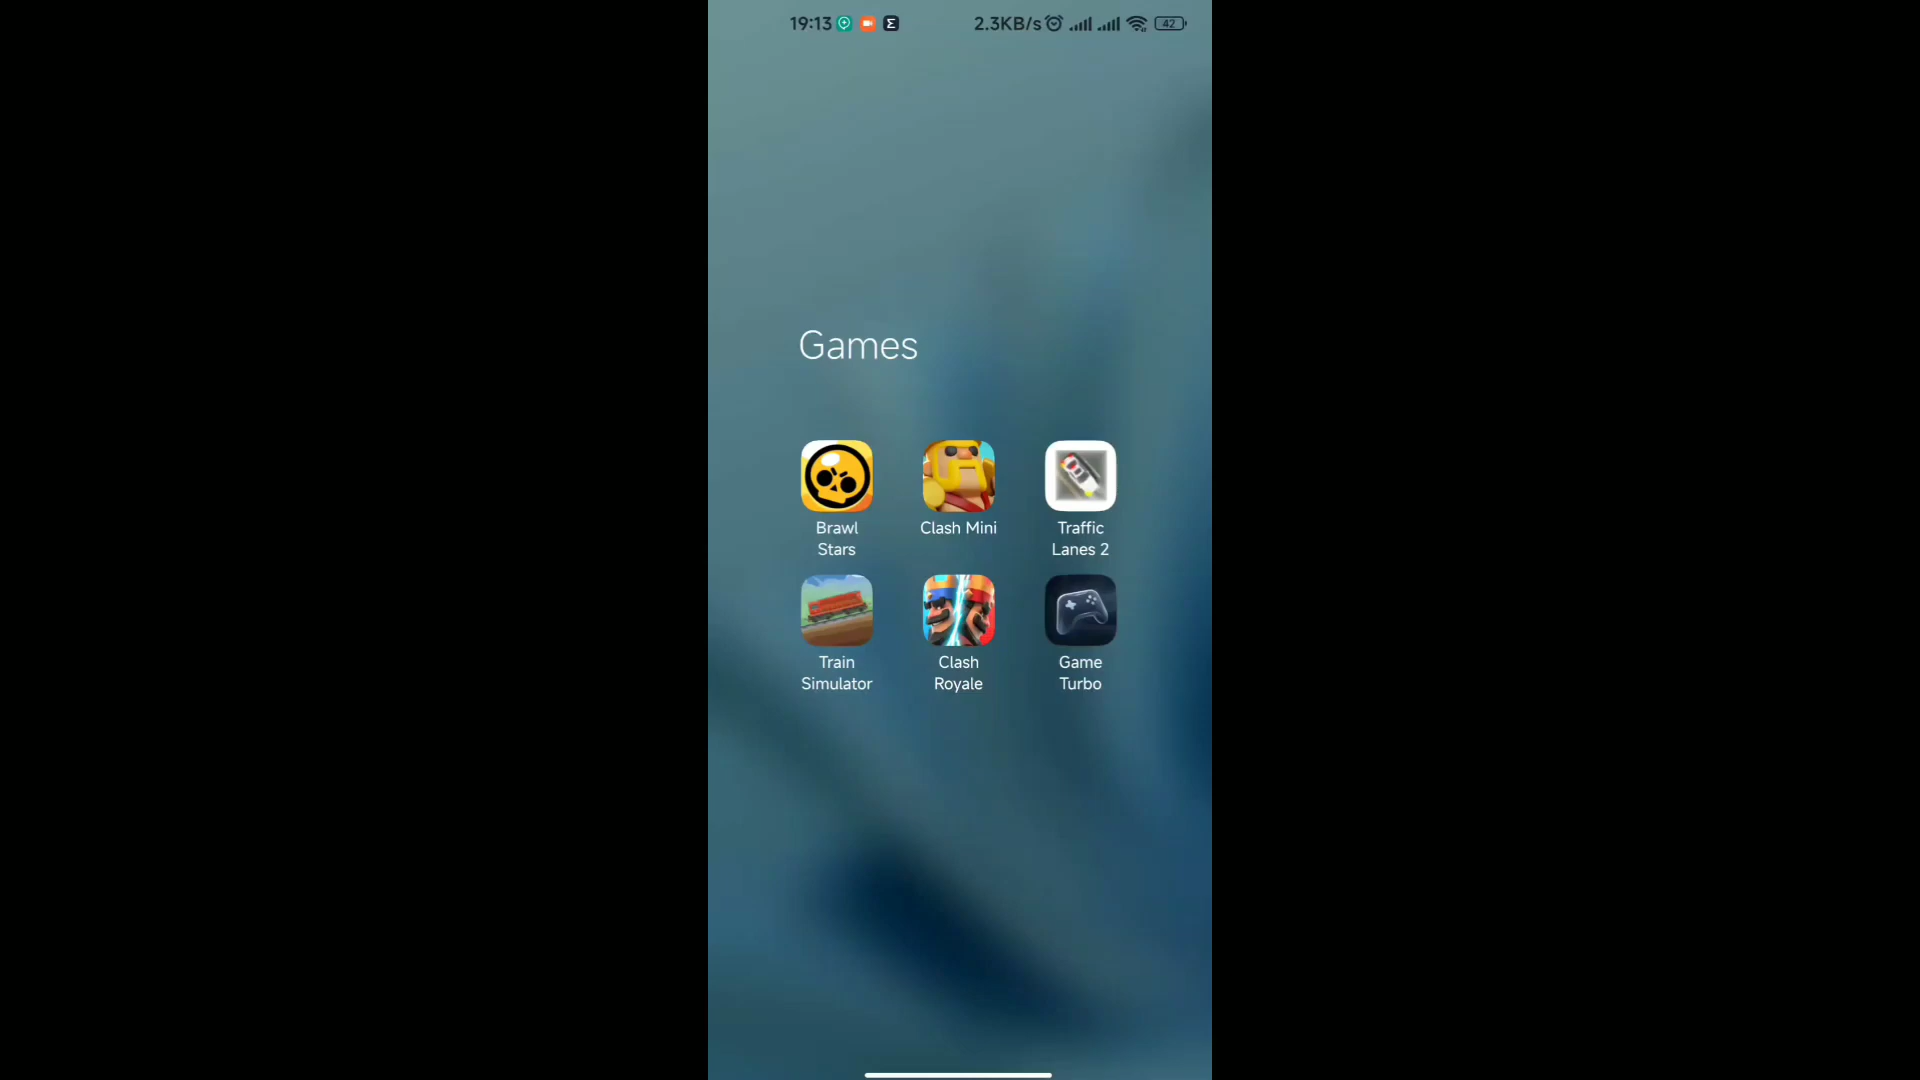 19:13 2.3KB/s 42
Games
Brawl
Stars
Clash Mini
Traffic
Lanes 2
Train
Simulator
Clash
Royale
Game
Turbo